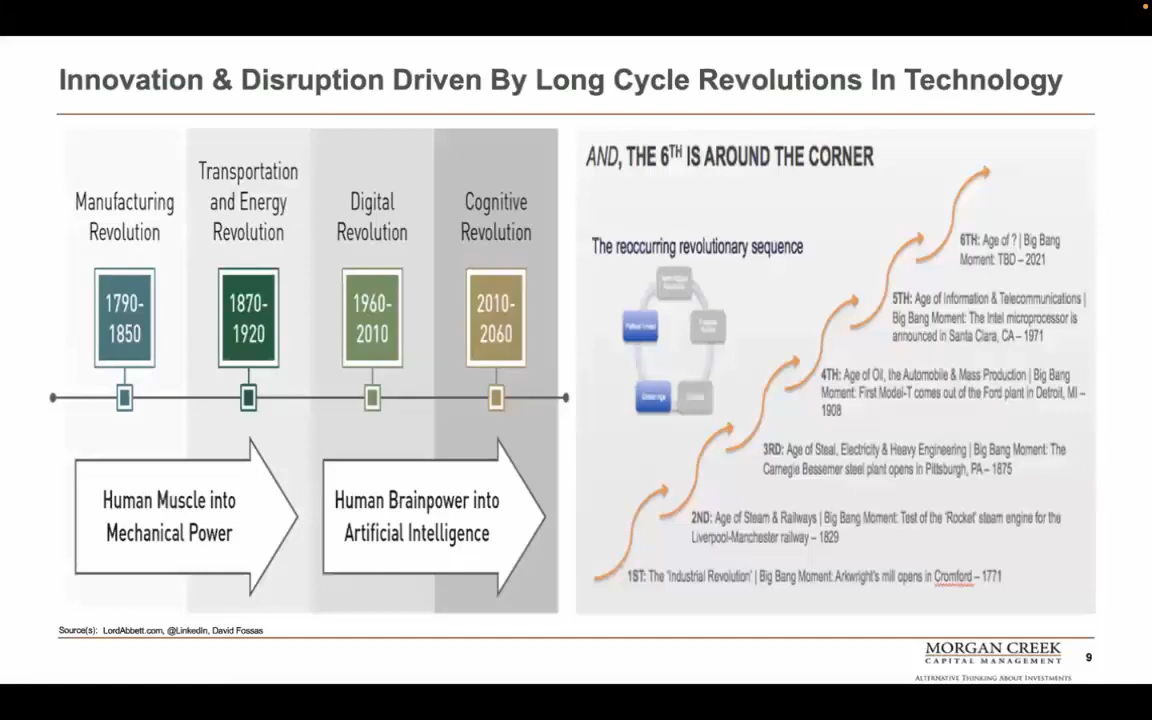 Innovation & Disruption Driven By Long Cycle Revolutions In Technology
Manufacturing
Revolution
1790-
1850
Transportation
and Energy
Revolution
1870-
1920
Digital
Revolution
1960-
2010
Cognitive
Revolution
2010-
2060
Human Muscle into
Mechanical Power
Human Brainpower into
Artificial Intelligence
AND, THE 6TH IS AROUND THE CORNER
The reoccurring revolutionary sequence
6TH: Age of ? | Big Bang
Moment: TBD – 2021
5TH: Age of Information & Telecommunications |
Big Bang Moment: The Intel microprocessor is
announced in Santa Clara, CA – 1971
4TH: Age of Oil, the Automobile & Mass Production | Big Bang
Moment: First Model-T comes out of the Ford plant in Detroit, MI –
1908
3RD: Age of Steal, Electricity & Heavy Engineering | Big Bang Moment: The
Carnegie Bessemer steel plant opens in Pittsburgh, PA – 1875
2ND: Age of Steam & Railways | Big Bang Moment: Test of the 'Rocket' steam engine for the
Liverpool-Manchester railway – 1829
1ST: The 'Industrial Revolution' | Big Bang Moment: Arkwright's mill opens in Cromford – 1771
Source(s): LordAbbett.com, @LinkedIn, David Fossas
MORGAN CREEK
CAPITAL MANAGEMENT
ALTERNATIVE THINKING ABOUT INVESTMENTS
9